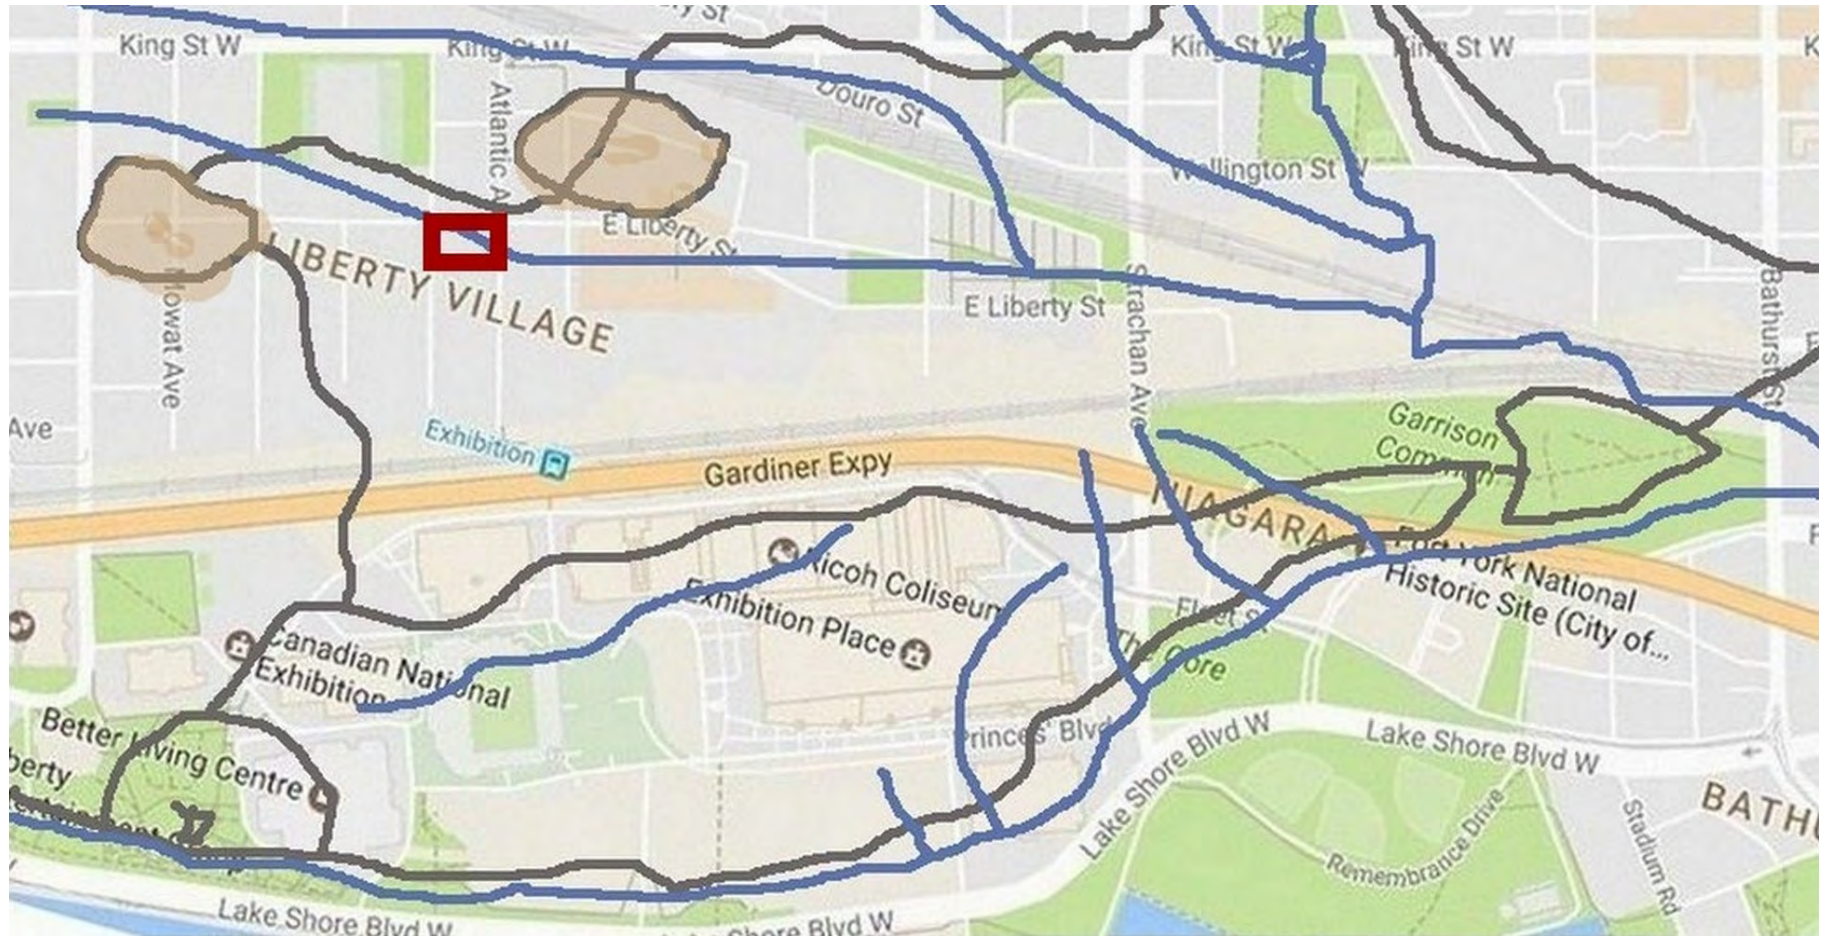 King St W
King St W
King St W
King St W
K
Douro St
Atlantic A
Wellington St W
E Liberty St
LIBERTY VILLAGE
Mowat Ave
E Liberty St
Strachan Ave
Bathurst St
Ave
Exhibition
Gardiner Expy
Garrison
Common
NIAGARA
Fort York National
Historic Site (City of...
Ricoh Coliseum
Exhibition Place
Fleet St
The Gore
Canadian National
Exhibition
Princes' Blvd
Better Living Centre
berty
Lake Shore Blvd W
Lake Shore Blvd W
Remembrance Drive
Stadium Rd
BATHU
Lake Shore Blvd W
Shore Blvd W